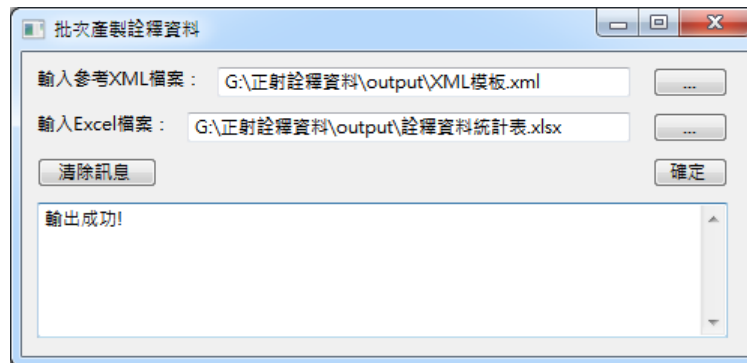 批次產製詮釋資料
輸入參考XML檔案： G:\正射詮釋資料\output\XML模板.xml ...
輸入Excel檔案： G:\正射詮釋資料\output\詮釋資料統計表.xlsx ...
清除訊息 確定
輸出成功!